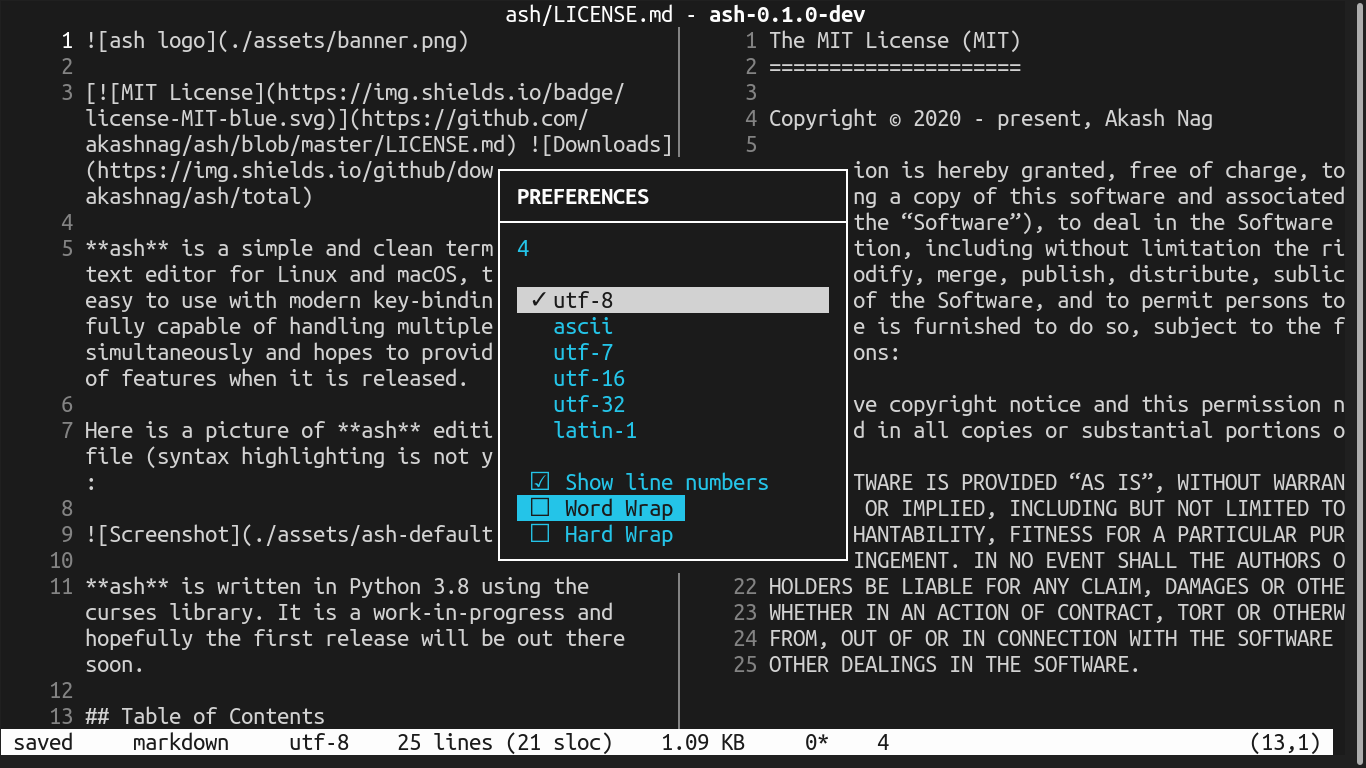 ash/LICENSE.md - ash-0.1.0-dev
1 ![ash logo](./assets/banner.png)
2
3 [![MIT License](https://img.shields.io/badge/
license-MIT-blue.svg)](https://github.com/
akashnag/ash/blob/master/LICENSE.md) ![Downloads]
(https://img.shields.io/github/dow
akashnag/ash/total)
4
5 **ash** is a simple and clean term
text editor for Linux and macOS, t
easy to use with modern key-bindin
fully capable of handling multiple
simultaneously and hopes to provid
of features when it is released.
6
7 Here is a picture of **ash** editi
file (syntax highlighting is not y
:
8
9 ![Screenshot](./assets/ash-default
10
11 **ash** is written in Python 3.8 using the
curses library. It is a work-in-progress and
hopefully the first release will be out there
soon.
12
13 ## Table of Contents
PREFERENCES
4
✓ utf-8
ascii
utf-7
utf-16
utf-32
latin-1
☑ Show line numbers
☐ Word Wrap
☐ Hard Wrap
1 The MIT License (MIT)
2 =====================
3
4 Copyright © 2020 - present, Akash Nag
5
ion is hereby granted, free of charge, to
ng a copy of this software and associated
the “Software”), to deal in the Software
tion, including without limitation the ri
odify, merge, publish, distribute, sublic
of the Software, and to permit persons to
e is furnished to do so, subject to the f
ons:
ve copyright notice and this permission n
d in all copies or substantial portions o
TWARE IS PROVIDED “AS IS”, WITHOUT WARRAN
OR IMPLIED, INCLUDING BUT NOT LIMITED TO
HANTABILITY, FITNESS FOR A PARTICULAR PUR
INGEMENT. IN NO EVENT SHALL THE AUTHORS O
22 HOLDERS BE LIABLE FOR ANY CLAIM, DAMAGES OR OTHE
23 WHETHER IN AN ACTION OF CONTRACT, TORT OR OTHERW
24 FROM, OUT OF OR IN CONNECTION WITH THE SOFTWARE
25 OTHER DEALINGS IN THE SOFTWARE.
saved markdown utf-8 25 lines (21 sloc) 1.09 KB 0* 4 (13,1)